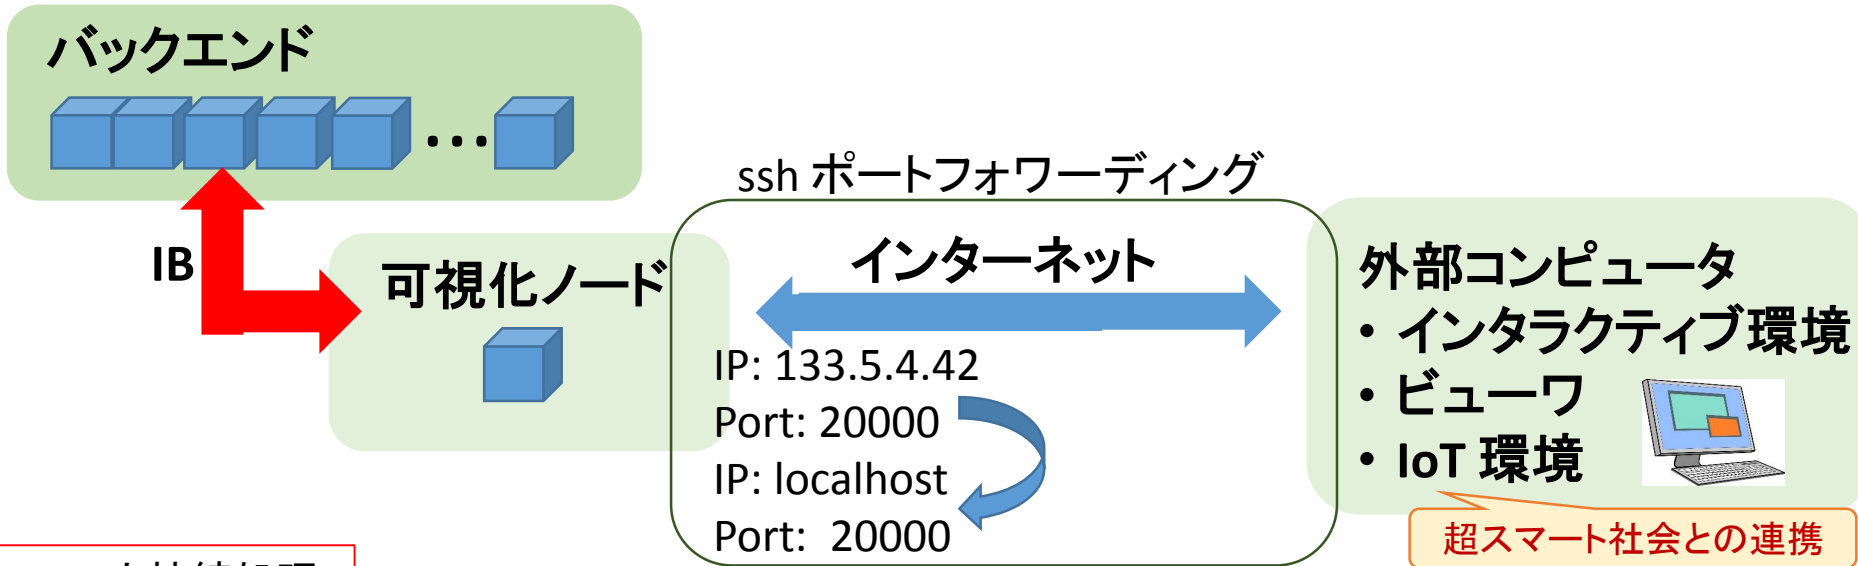 バックエンド
...
ssh ポートフォワーディング
IB
可視化ノード
インターネット
IP: 133.5.4.42
Port: 20000
IP: localhost
Port: 20000
外部コンピュータ
• インタラクティブ環境
• ビューワ
• IoT 環境
超スマート社会との連携